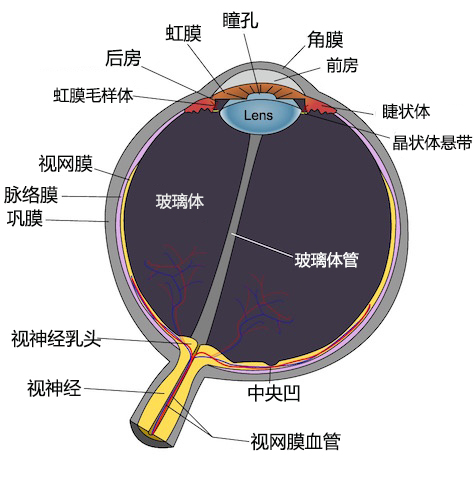 瞳孔
虹膜
角膜
后房
前房
虹膜毛样体
睫状体
Lens
晶状体悬带
视网膜
脉络膜
巩膜
玻璃体
玻璃体管
视神经乳头
视神经
中央凹
视网膜血管